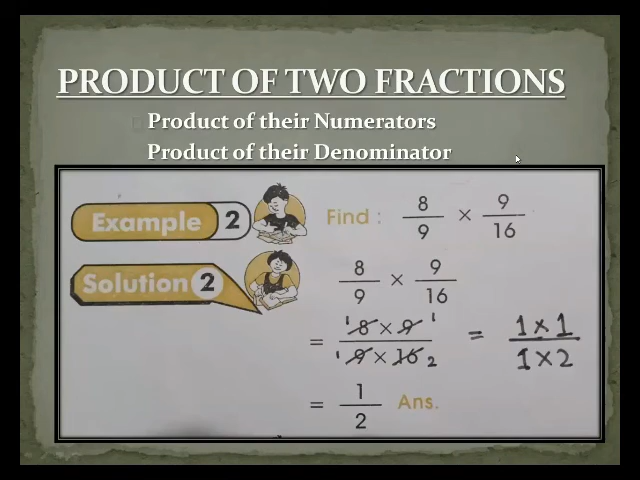 PRODUCT OF TWO FRACTIONS
Product of their Numerators
Product of their Denominator
Example 2
Find : 8/9 × 9/16
Solution 2
8/9 × 9/16
= 1 8 × 9 1 / 1 9 × 16 2 = 1 × 1 / 1 × 2
= 1/2 Ans.